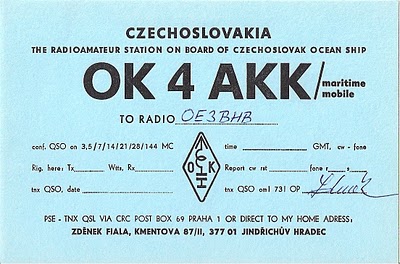 CZECHOSLOVAKIA
THE RADIOAMATEUR STATION ON BOARD OF CZECHOSLOVAK OCEAN SHIP
OK 4 AKK/maritime mobile
TO RADIO OE3BHB
conf. QSO on 3,5/7/14/21/28/144 MC time GMT, cw - fone
Rig. here: Tx Wtts, Rx O K Report cw rst fone r s
tnx QSO, date tnx QSO om! 73! OP
PSE - TNX QSL VIA CRC POST BOX 69 PRAHA 1 OR DIRECT TO MY HOME ADRESS:
ZDĚNEK FIALA, KMENTOVA 87/II, 377 01 JINDŘICHŮV HRADEC